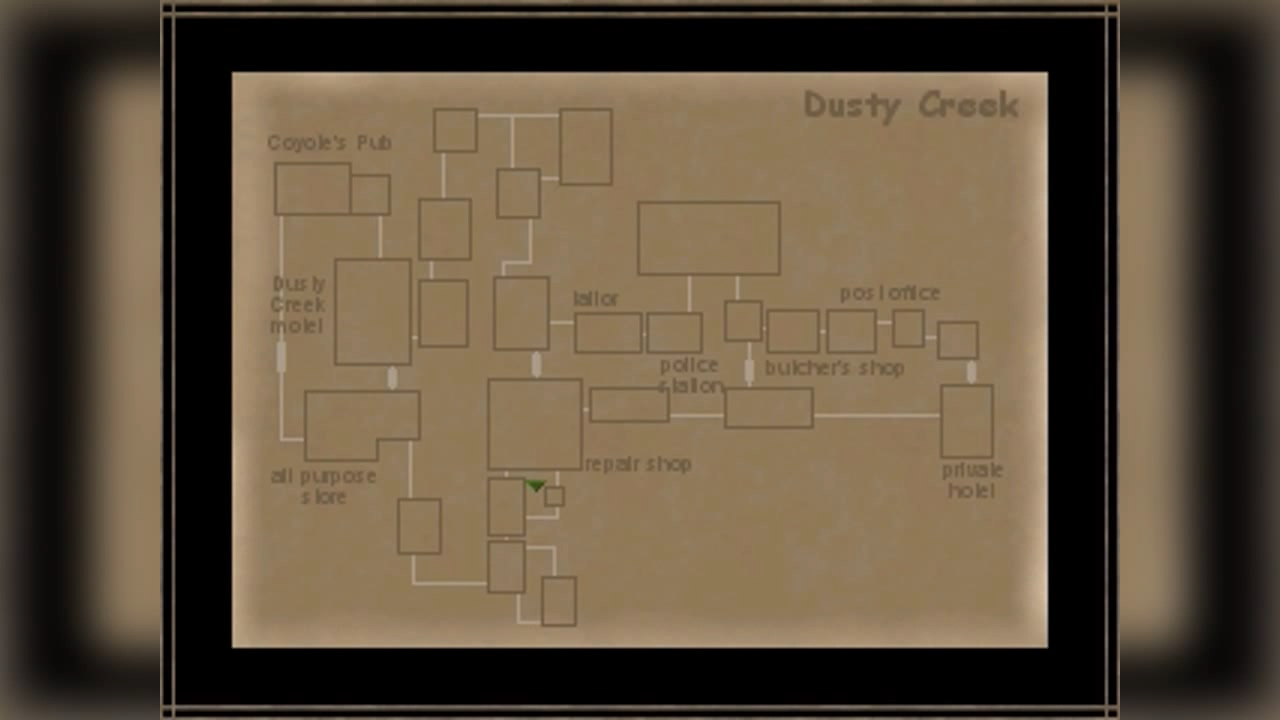 Dusty Creek
Coyote's Pub
Dusty
Creek
motel
tailor
post office
police
station
butcher's shop
repair shop
all purpose
store
private
hotel